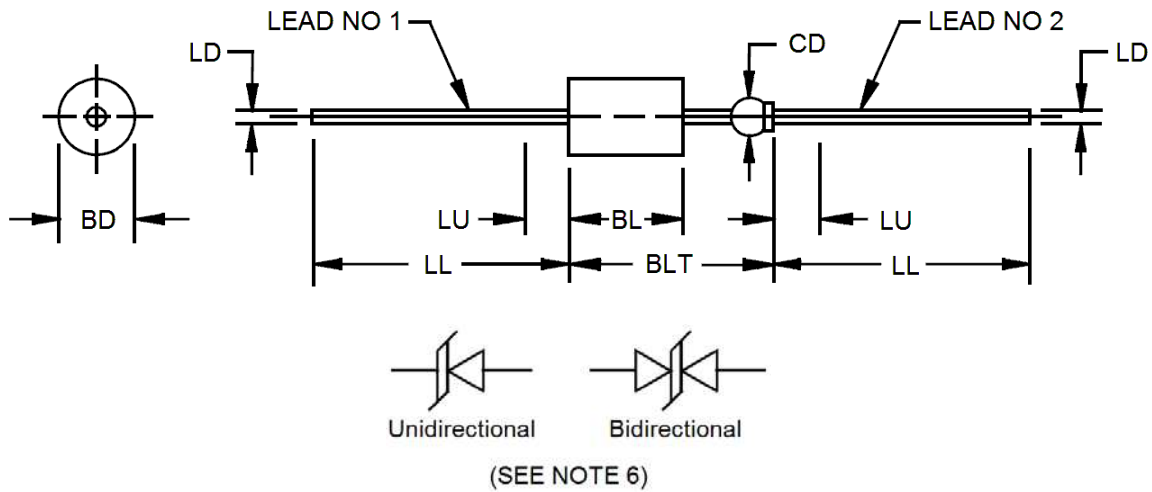 LEAD NO 1
LEAD NO 2
LD
CD
LD
BD
LU
BL
LU
LL
BLT
LL
Unidirectional
Bidirectional
(SEE NOTE 6)